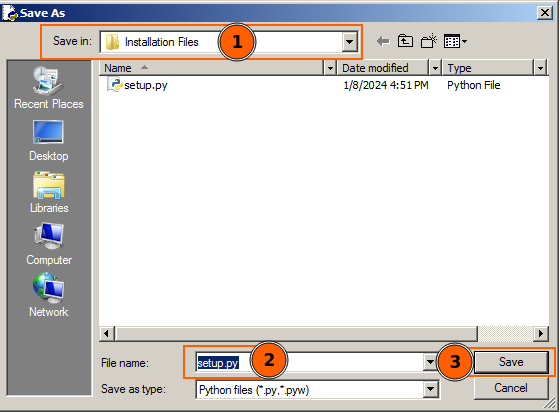 Save As
Save in: Installation Files 1
Name Date modified Type
setup.py 1/8/2024 4:51 PM Python File
Recent Places
Desktop
Libraries
Computer
Network
File name: setup.py 2 3 Save
Save as type: Python files (*.py,*.pyw) Cancel